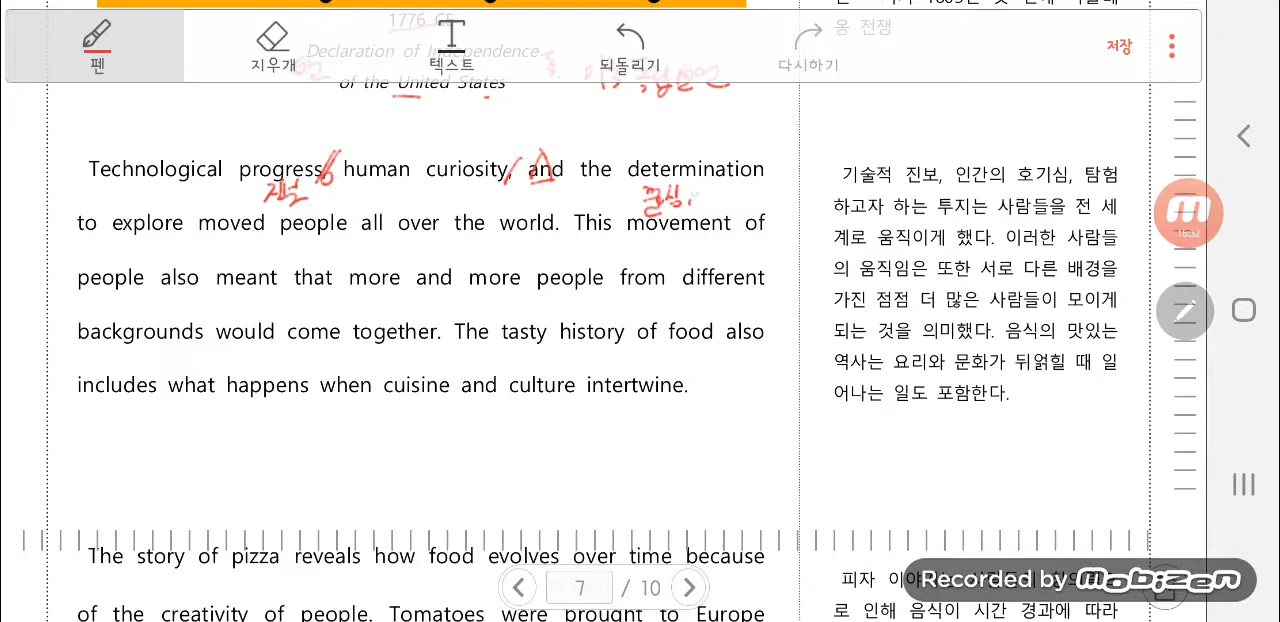 1776 CE
옹 전쟁
펜
지우개
텍스트
되돌리기
다시하기
저장
Declaration of Independence
of the United States
독립선언
Technological progress, human curiosity, and the determination
진보
결심
to explore moved people all over the world. This movement of
people also meant that more and more people from different
backgrounds would come together. The tasty history of food also
includes what happens when cuisine and culture intertwine.
기술적 진보, 인간의 호기심, 탐험
하고자 하는 투지는 사람들을 전 세
계로 움직이게 했다. 이러한 사람들
의 움직임은 또한 서로 다른 배경을
가진 점점 더 많은 사람들이 모이게
되는 것을 의미했다. 음식의 맛있는
역사는 요리와 문화가 뒤얽힐 때 일
어나는 일도 포함한다.
16:32
The story of pizza reveals how food evolves over time because
of the creativity of people. Tomatoes were brought to Europe
피자
로 인해 음식이 시간 경과에 따라
7 / 10
Recorded by Mobizen